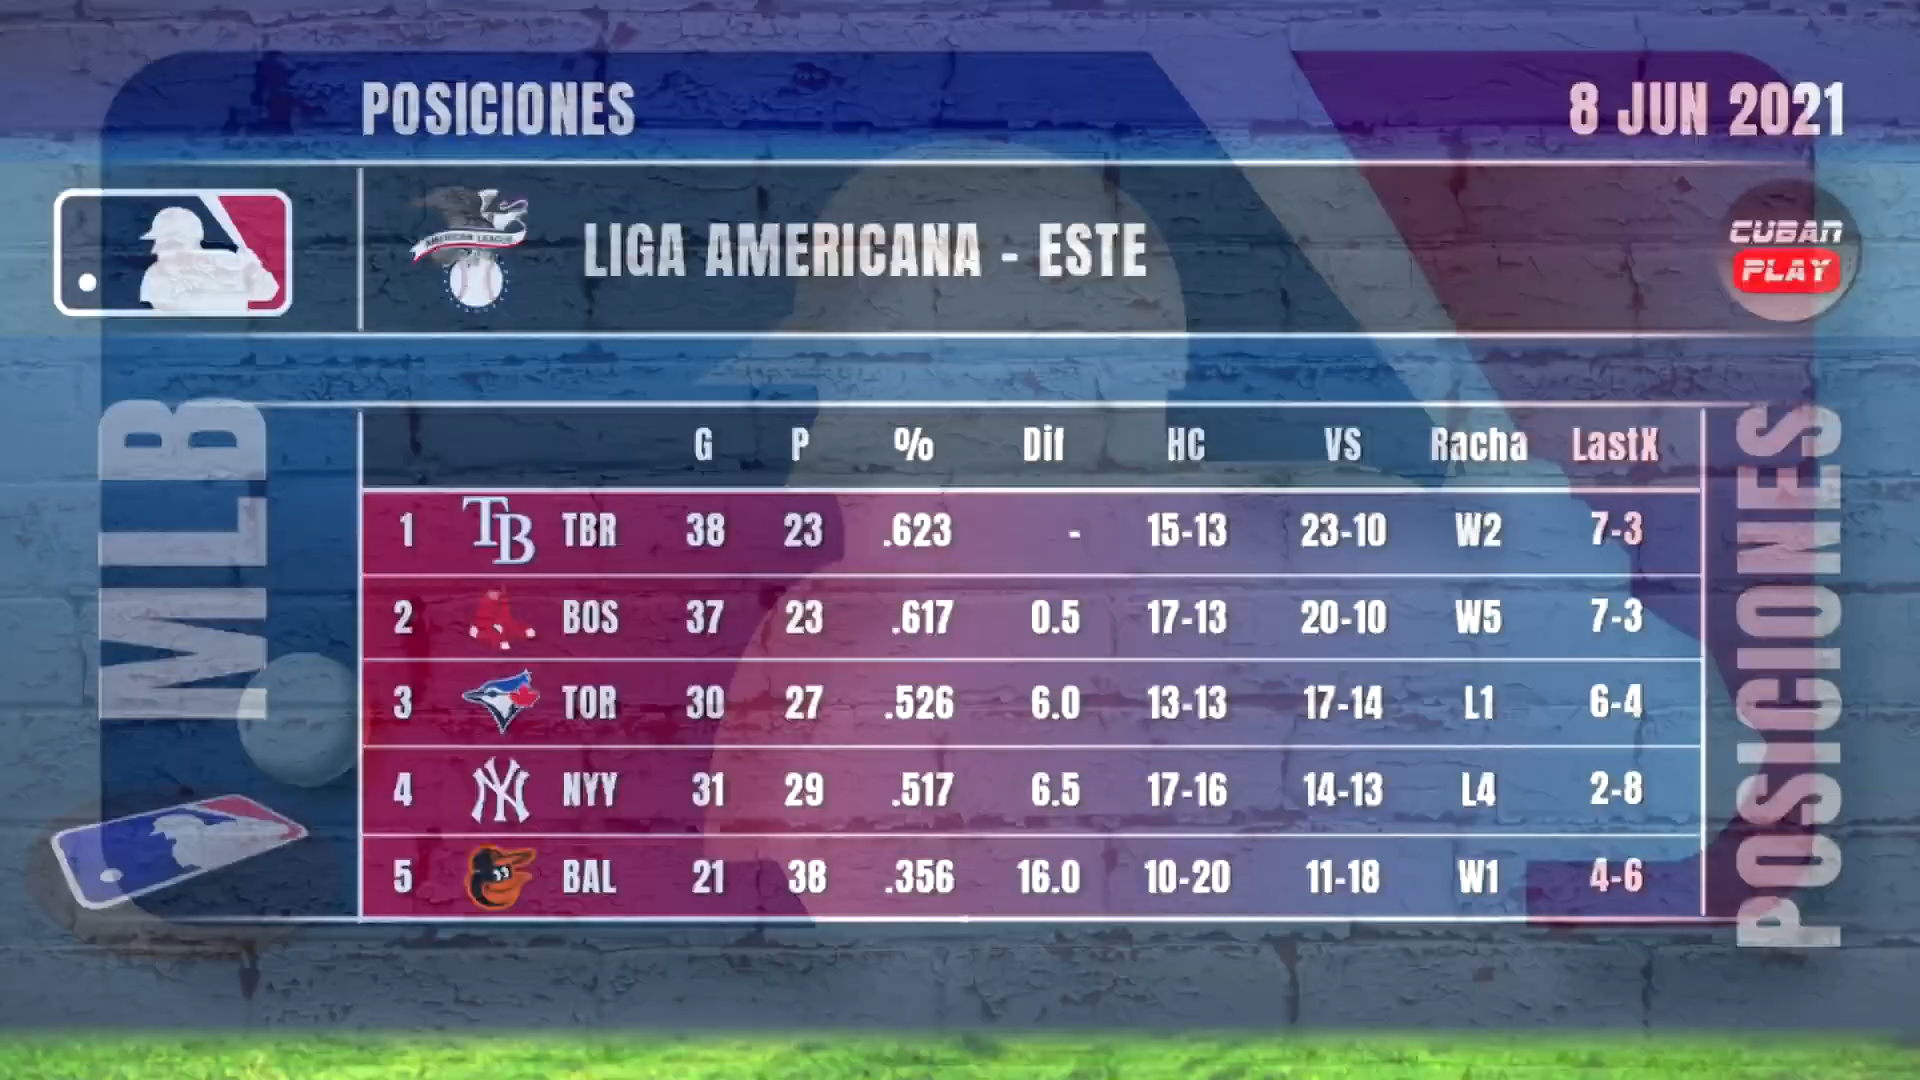 POSICIONES 8 JUN 2021
AMERICAN LEAGUE
LIGA AMERICANA - ESTE
CUBAN
PLAY
MLB
POSICIONES
G P % Dif HC VS Racha LastX
1 TB TBR 38 23 .623 - 15-13 23-10 W2 7-3
2 BOS 37 23 .617 0.5 17-13 20-10 W5 7-3
3 TOR 30 27 .526 6.0 13-13 17-14 L1 6-4
4 NY NYY 31 29 .517 6.5 17-16 14-13 L4 2-8
5 BAL 21 38 .356 16.0 10-20 11-18 W1 4-6